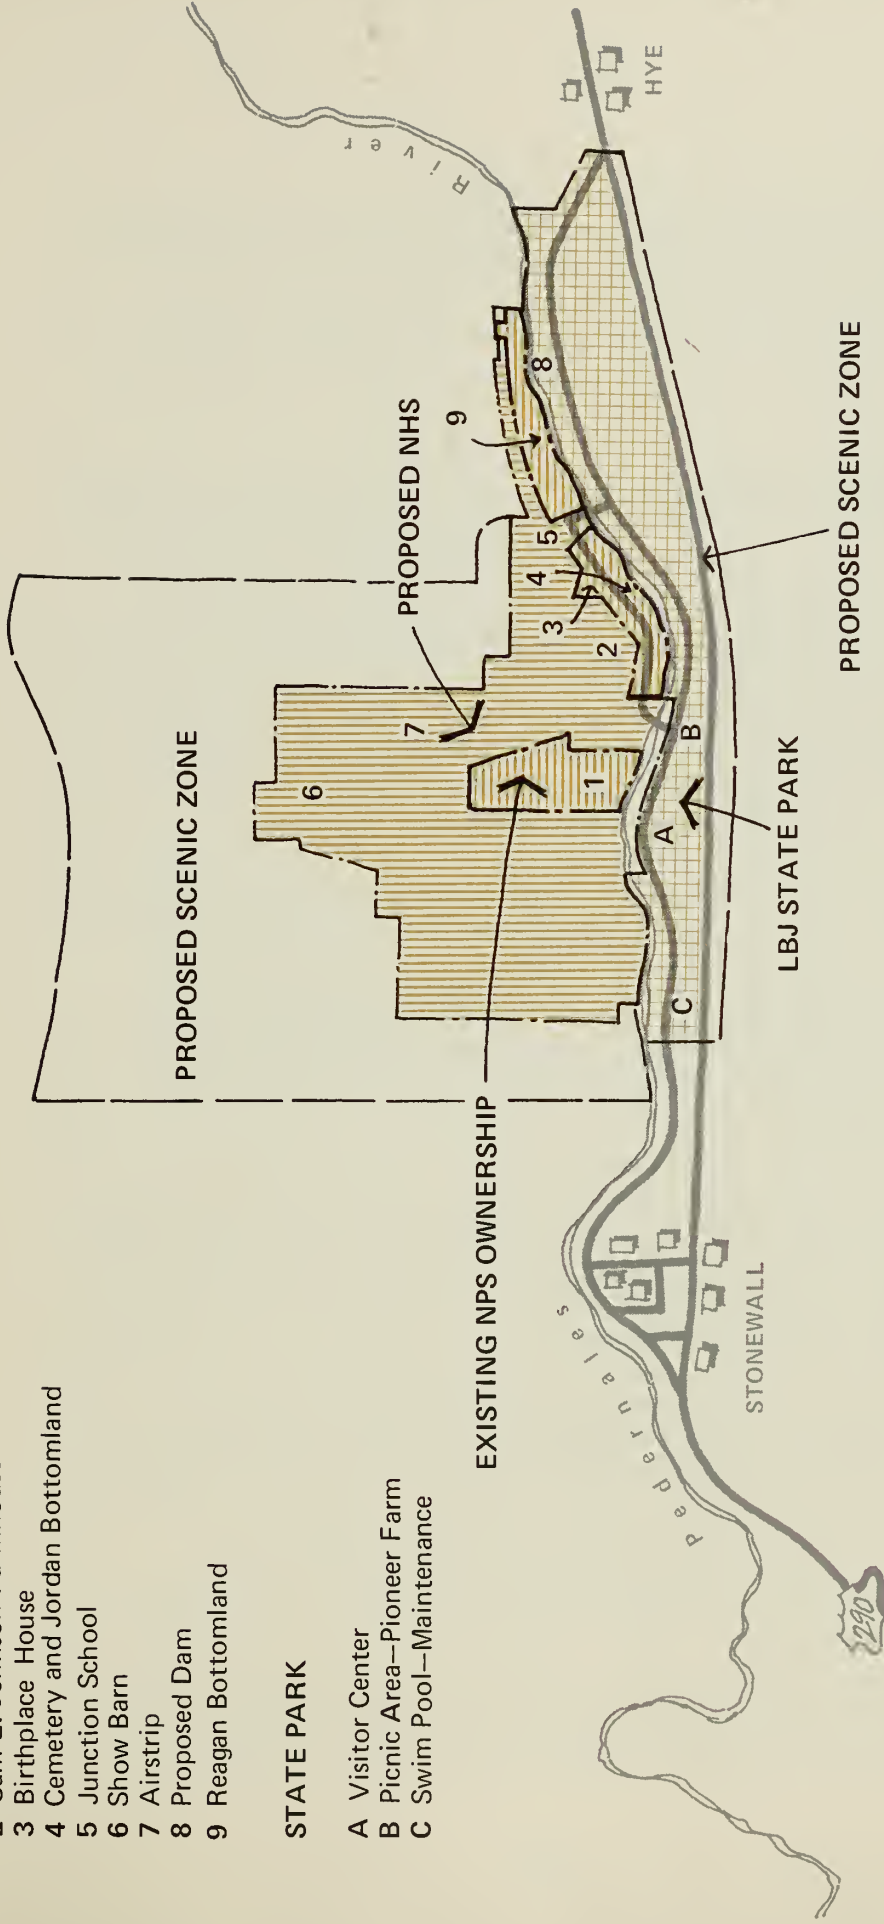 3 Birthplace House
4 Cemetery and Jordan Bottomland
5 Junction School
6 Show Barn
7 Airstrip
8 Proposed Dam
9 Reagan Bottomland
STATE PARK
A Visitor Center
B Picnic Area—Pioneer Farm
C Swim Pool—Maintenance
PROPOSED SCENIC ZONE
PROPOSED NHS
EXISTING NPS OWNERSHIP
6
7
1
2
3
4
5
9
8
A
B
C
River
HYE
Pedernales
STONEWALL
290
LBJ STATE PARK
PROPOSED SCENIC ZONE